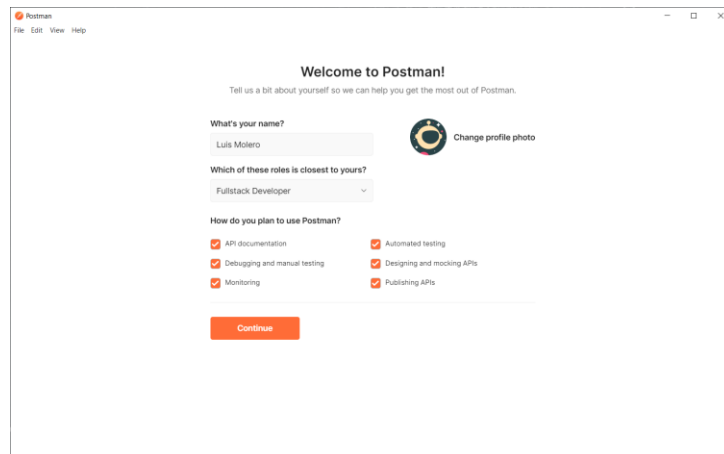 Postman
File Edit View Help
Welcome to Postman!
Tell us a bit about yourself so we can help you get the most out of Postman.
What's your name?
Change profile photo
Luis Molero
Which of these roles is closest to yours?
Fullstack Developer
How do you plan to use Postman?
API documentation
Automated testing
Debugging and manual testing
Designing and mocking APIs
Monitoring
Publishing APIs
Continue